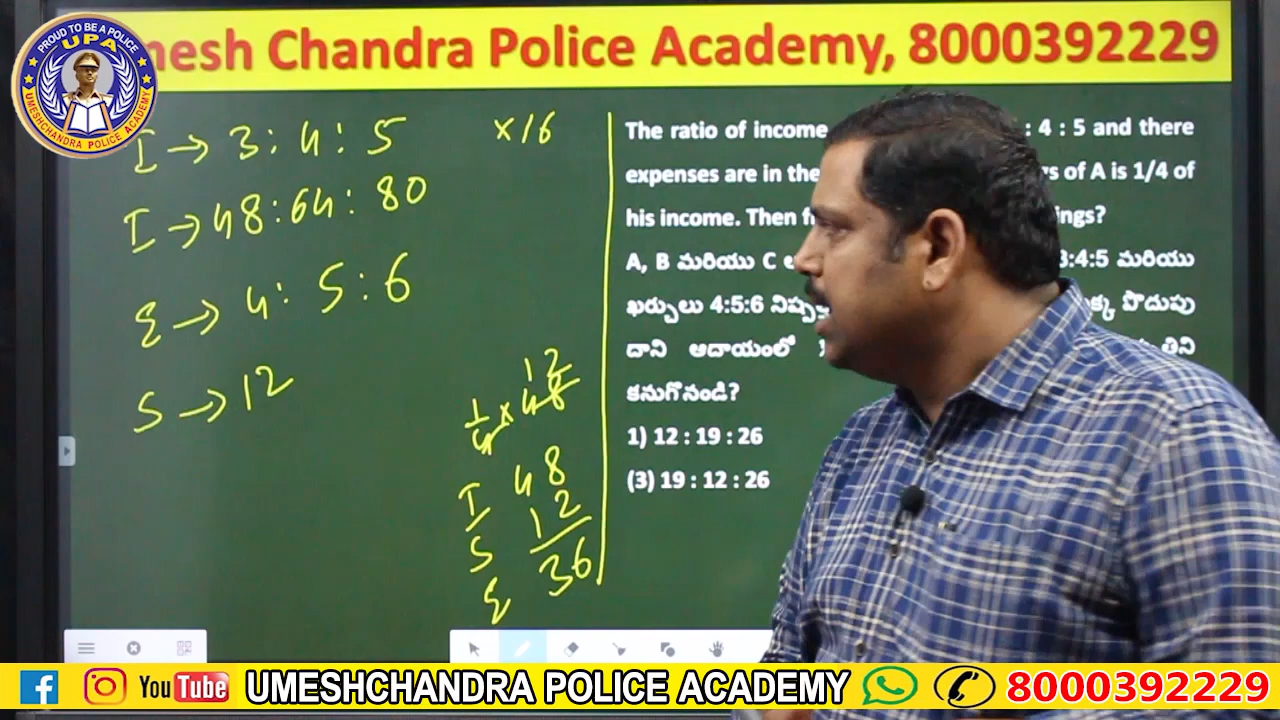 PROUD TO BE A POLICE
UPA
UMESHCHANDRA POLICE ACADEMY
mesh Chandra Police Academy, 8000392229
I → 3 : 4 : 5
×16
I → 48 : 64 : 80
ε → 4 : 5 : 6
S → 12
1/4 × 48 12
I 48
S 12
ε 36
The ratio of income : 4 : 5 and there
expenses are in the s of A is 1/4 of
his income. Then ings?
A, B మరియు C 3:4:5 మరియు
ఖర్చులు 4:5:6 పొదుపు
దాని ఆదాయంలో
కనుగొనండి?
1) 12 : 19 : 26
(3) 19 : 12 : 26
YouTube UMESHCHANDRA POLICE ACADEMY 8000392229